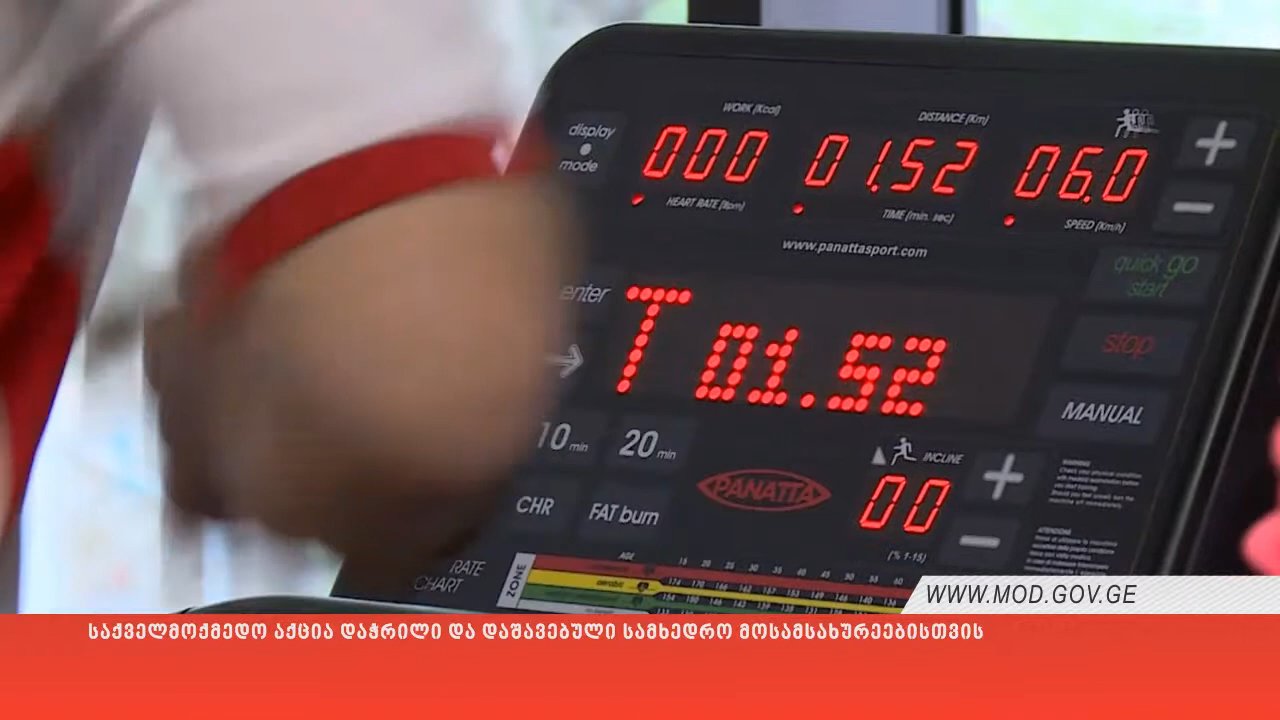 WORK (Kcal)
DISTANCE (Km)
display
mode
000
01.52
06.0
HEART RATE (Bpm)
TIME (min. sec)
SPEED (Km/h)
www.panattasport.com
quick go
start
enter
T 01.52
stop
MANUAL
10 min
20 min
INCLINE
PANATTA
00
CHR
FAT burn
(% 1-15)
RATE
CHART
ZONE
AGE
WWW.MOD.GOV.GE
საქველმოქმედო აქცია დაჭრილი და დაშავებული სამხედრო მოსამსახურეებისთვის